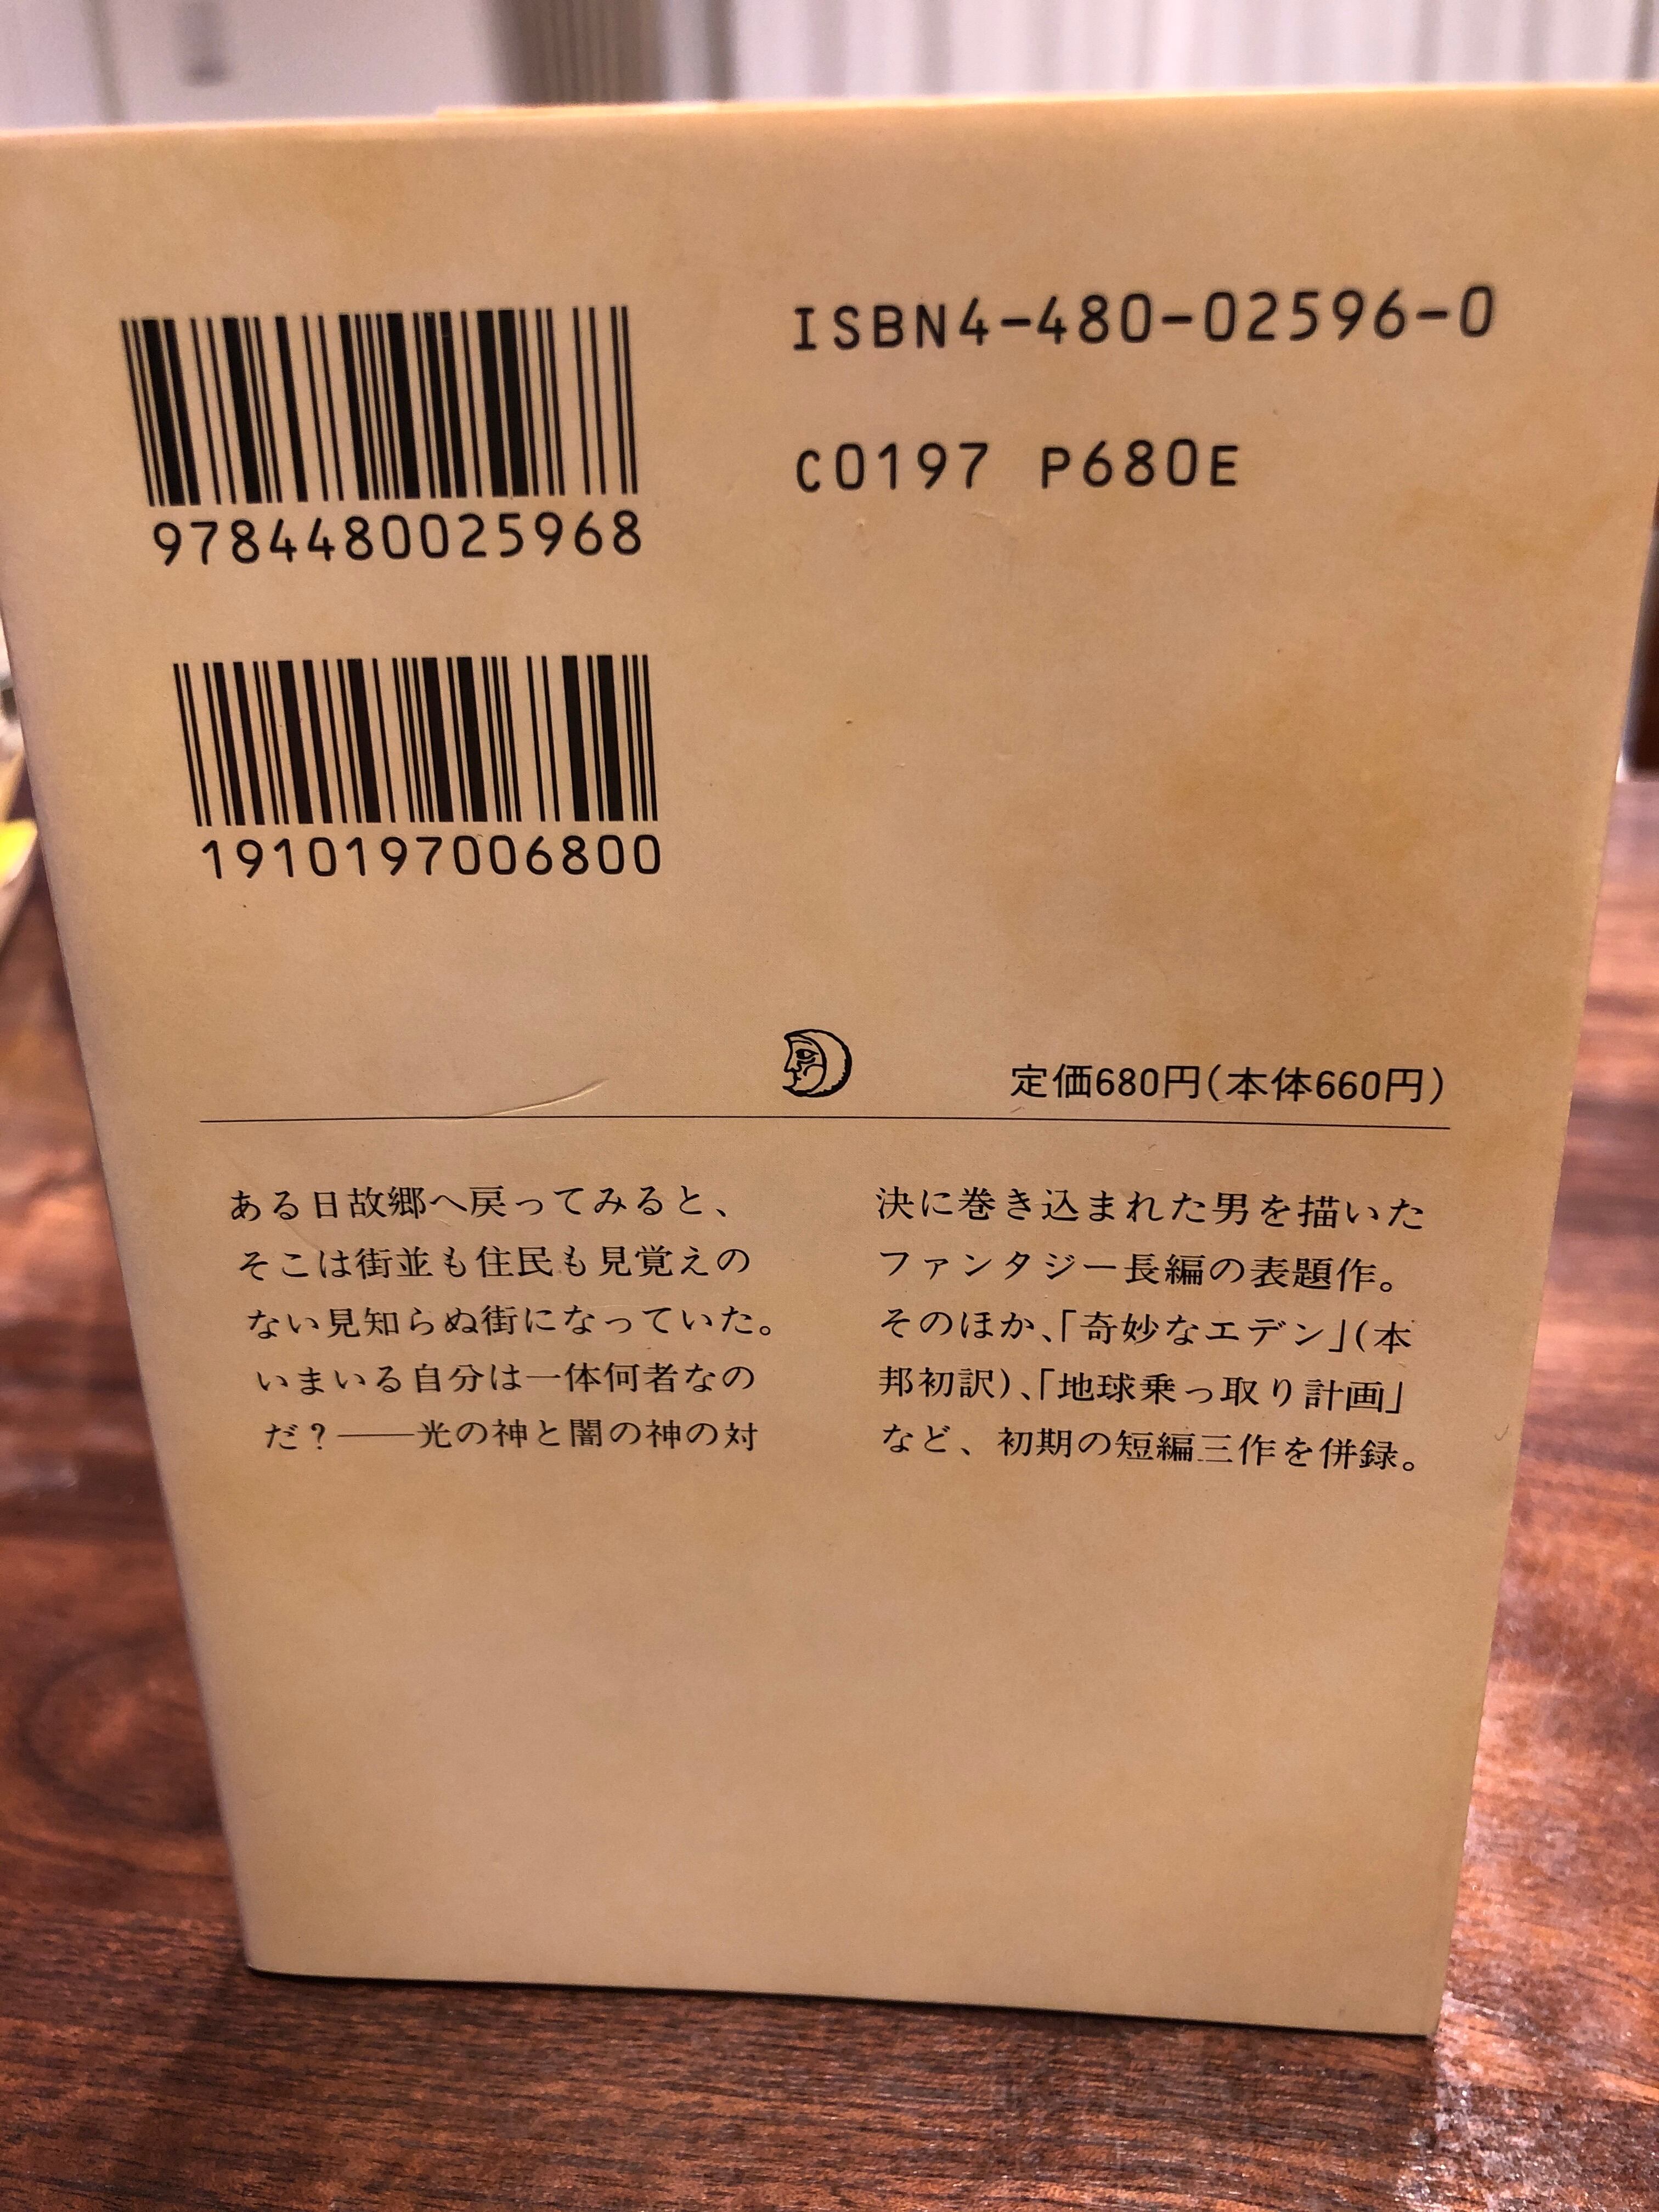 ISBN4-480-02596-0
C0197 P680E
9784480025968
1910197006800
定価680円(本体660円)
ある日故郷へ戻ってみると、
そこは街並も住民も見覚えの
ない見知らぬ街になっていた。
いまいる自分は一体何者なの
だ?――光の神と闇の神の対
決に巻き込まれた男を描いた
ファンタジー長編の表題作。
そのほか、「奇妙なエデン」(本
邦初訳)、「地球乗っ取り計画」
など、初期の短編三作を併録。